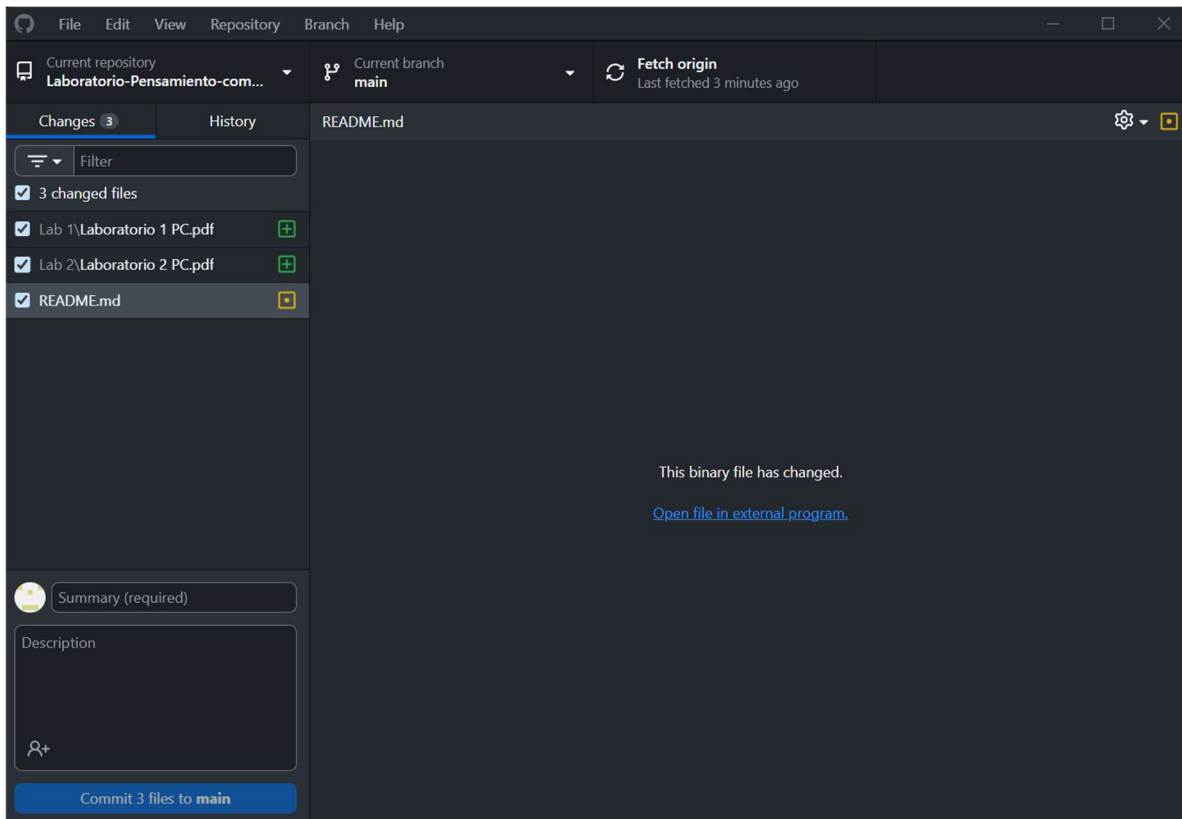 File Edit View Repository Branch Help
Current repository
Laboratorio-Pensamiento-com...
Current branch
main
Fetch origin
Last fetched 3 minutes ago
Changes 3
History
README.md
Filter
3 changed files
Lab 1\Laboratorio 1 PC.pdf
Lab 2\Laboratorio 2 PC.pdf
README.md
This binary file has changed.
Open file in external program.
Summary (required)
Description
Commit 3 files to main